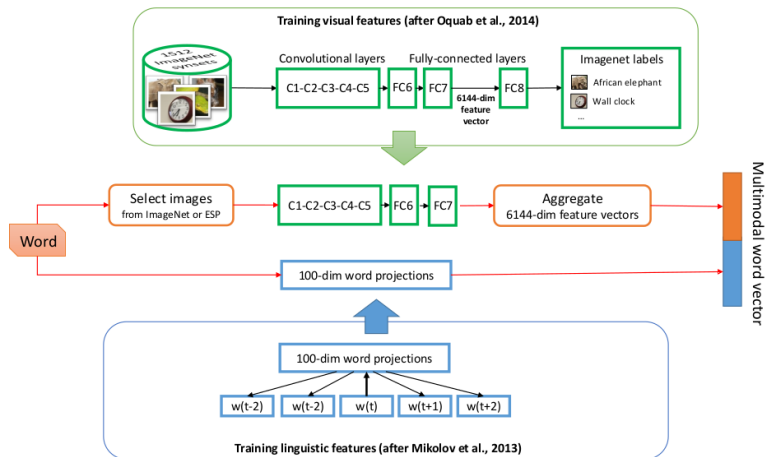 Training visual features (after Oquab et al., 2014)
1512
ImageNet
synsets
Convolutional layers
Fully-connected layers
C1-C2-C3-C4-C5
FC6
FC7
6144-dim
feature
vector
FC8
Imagenet labels
African elephant
Wall clock
...
Word
Select images
from ImageNet or ESP
C1-C2-C3-C4-C5
FC6
FC7
Aggregate
6144-dim feature vectors
100-dim word projections
Multimodal word vector
100-dim word projections
w(t-2)
w(t-2)
w(t)
w(t+1)
w(t+2)
Training linguistic features (after Mikolov et al., 2013)